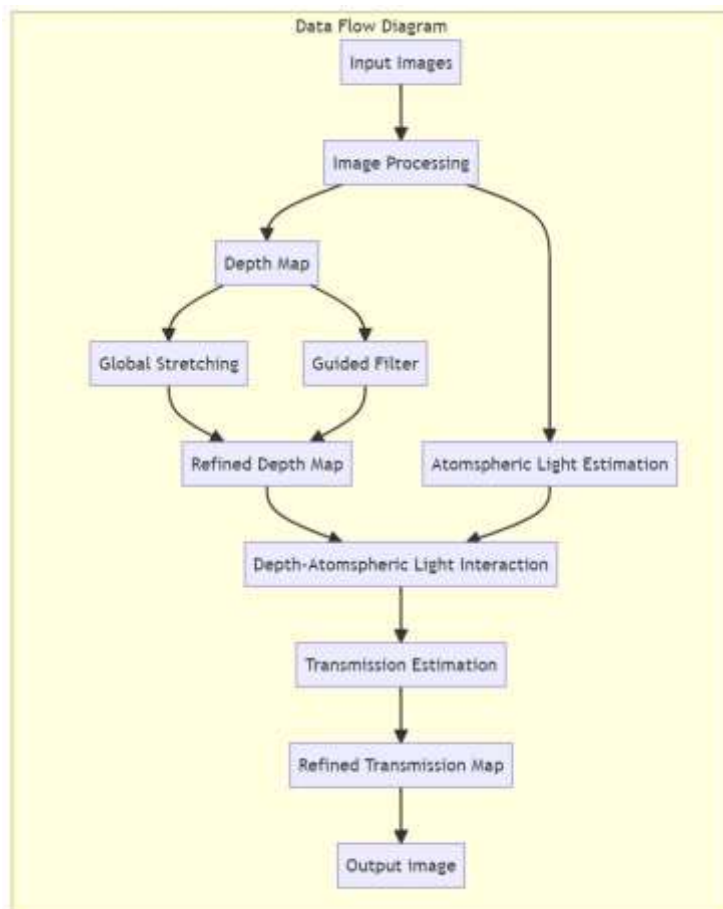 Data Flow Diagram
Input Images
Image Processing
Depth Map
Global Stretching
Guided Filter
Refined Depth Map
Atomspheric Light Estimation
Depth-Atomspheric Light Interaction
Transmission Estimation
Refined Transmission Map
Output image